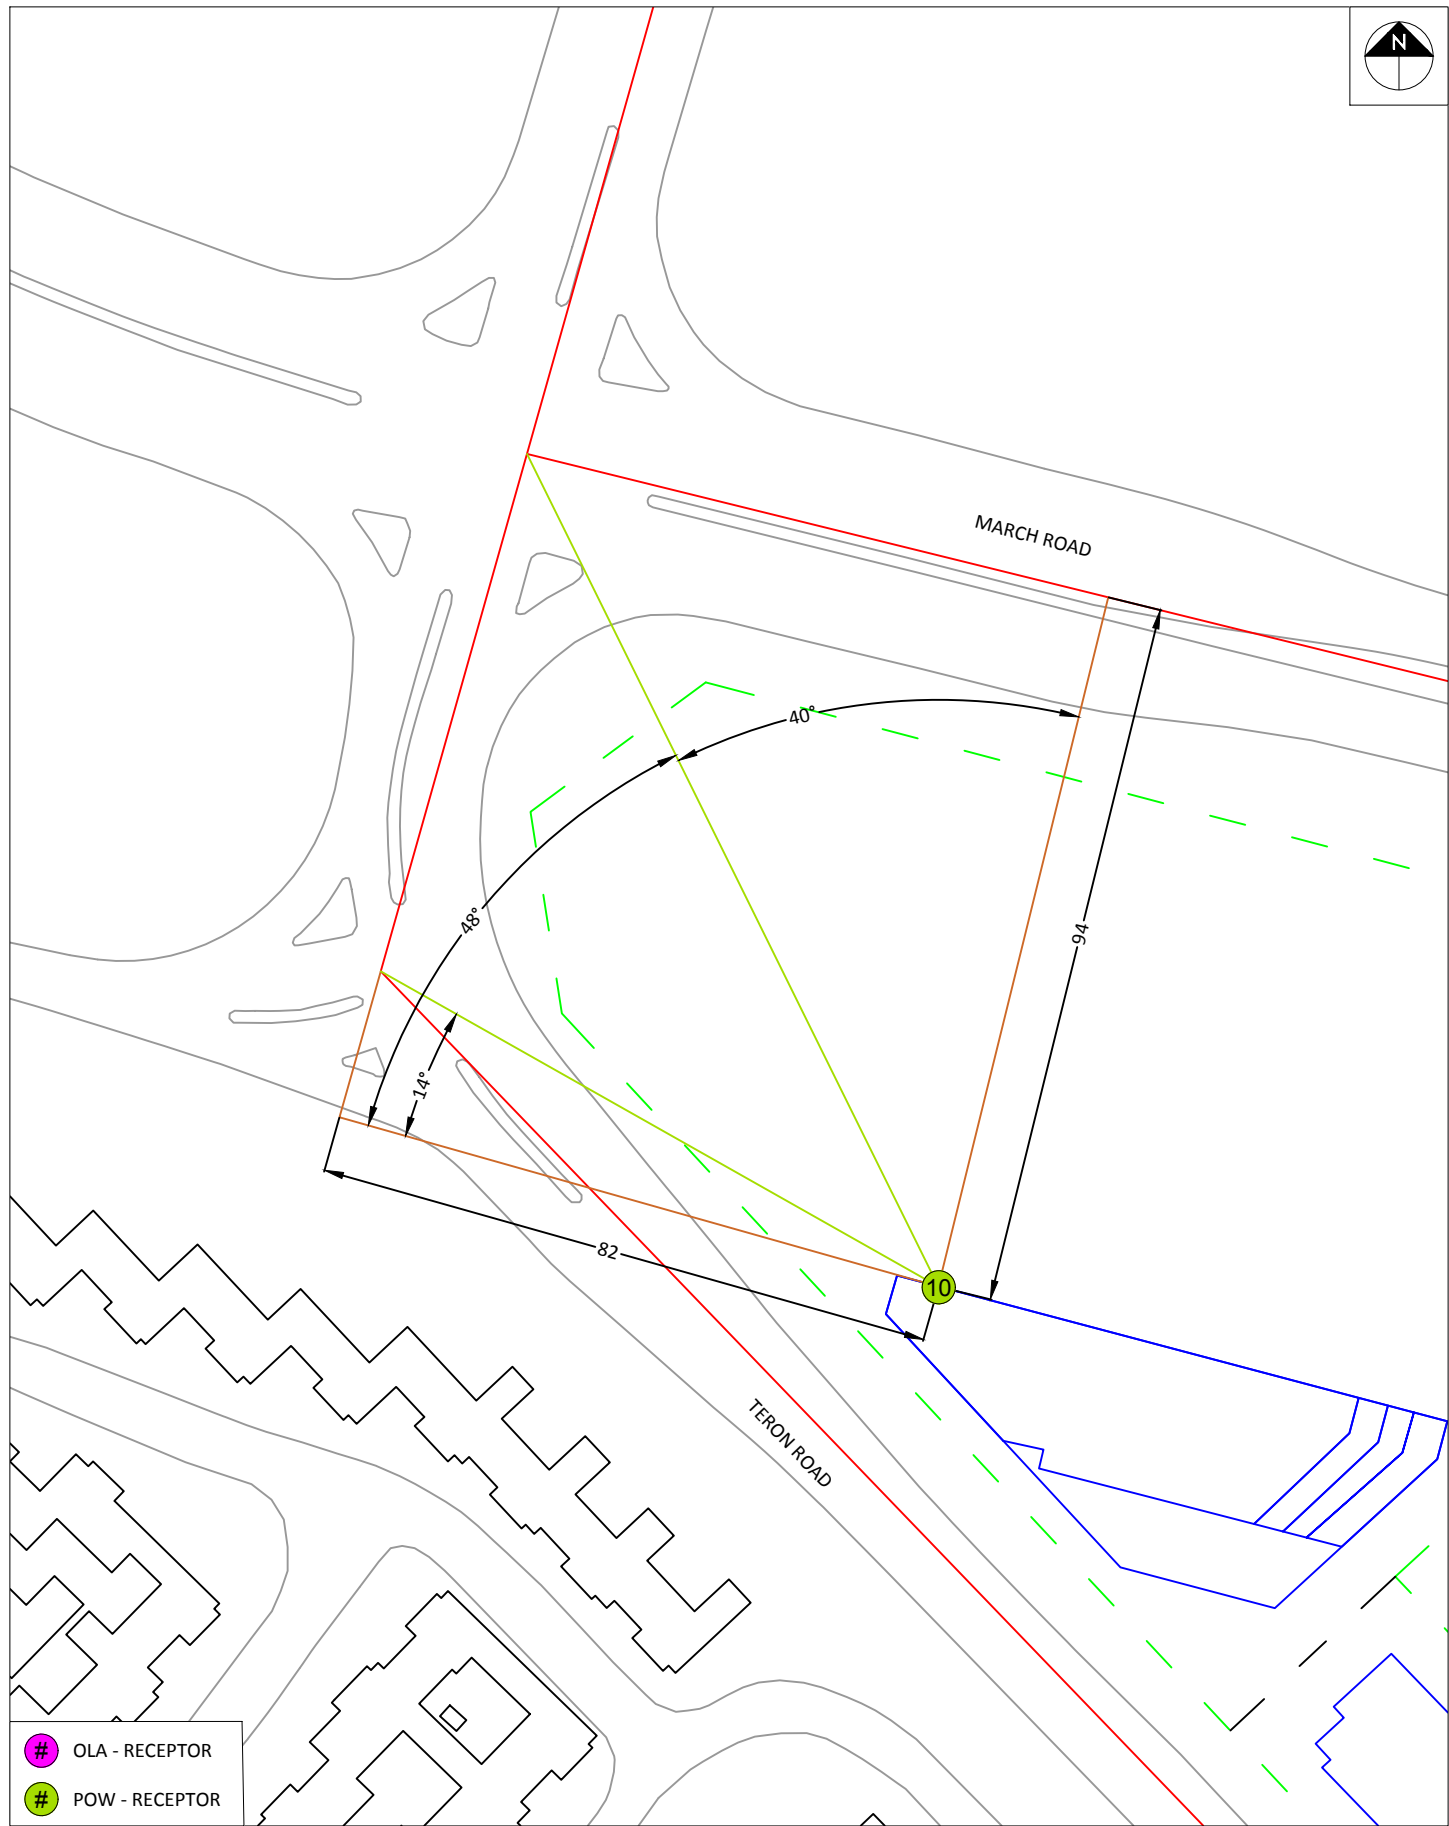 N
MARCH ROAD
40°
94
48°
14°
82
10
TERON ROAD
# OLA - RECEPTOR
# POW - RECEPTOR